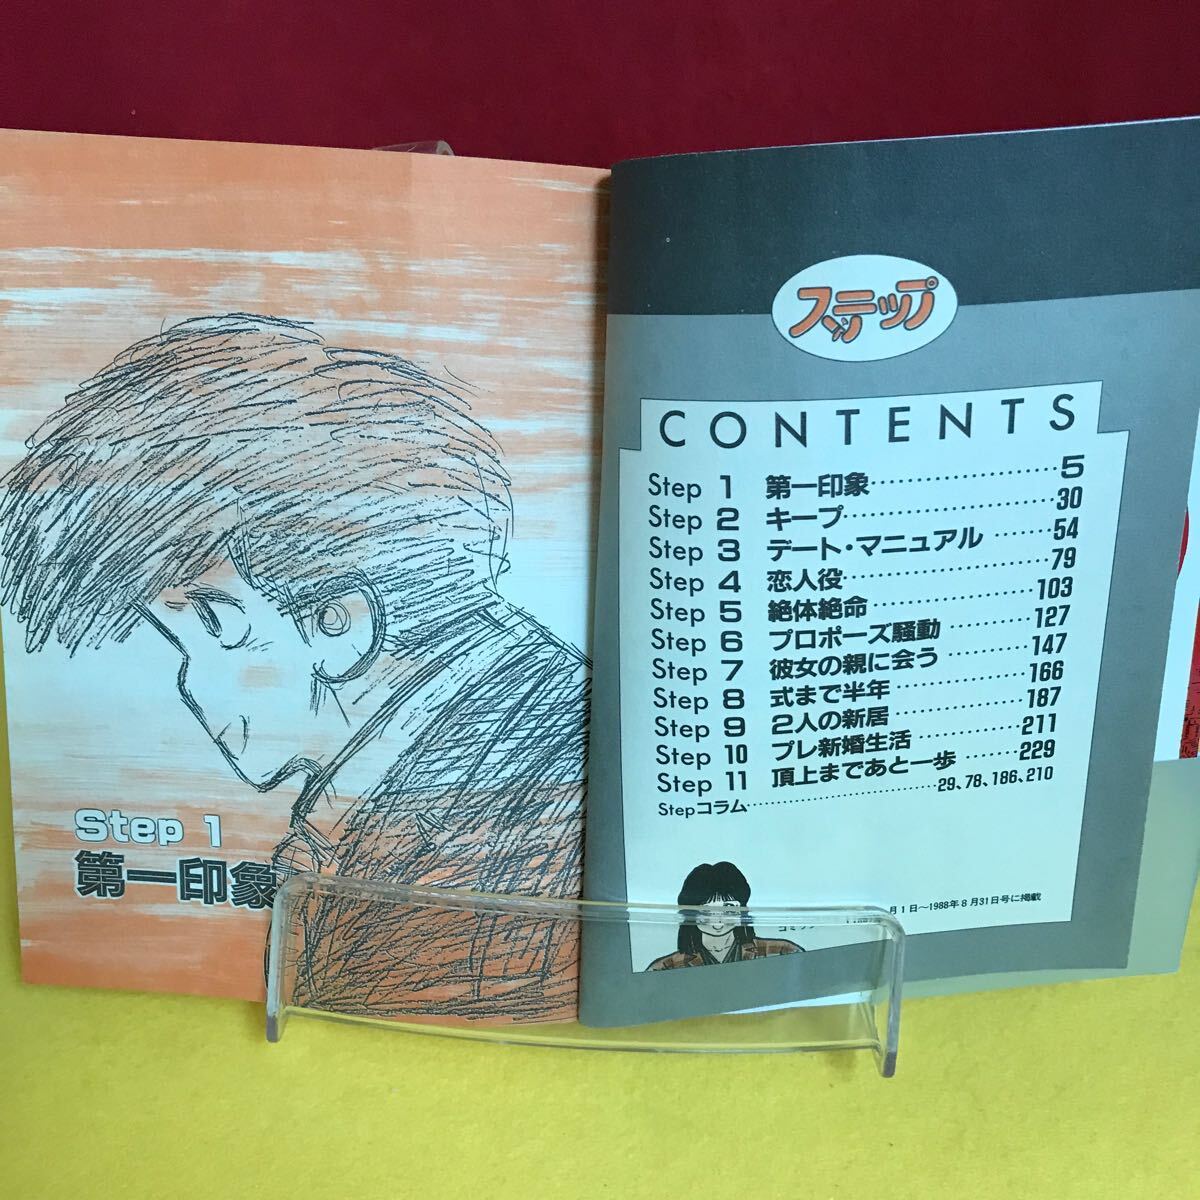 ステップ
CONTENTS
Step 1 第一印象……………………5
Step 2 キープ……………………30
Step 3 デート・マニュアル……54
Step 4 恋人役……………………79
Step 5 絶体絶命…………………103
Step 6 プロポーズ騒動…………127
Step 7 彼女の親に会う…………147
Step 8 式まで半年………………166
Step 9 2人の新居………………187
Step 10 プレ新婚生活……………211
Step 11 頂上まであと一歩………229
Stepコラム……………………29、78、186、210
月1日〜1988年8月31日号に掲載
Step 1
第一印象